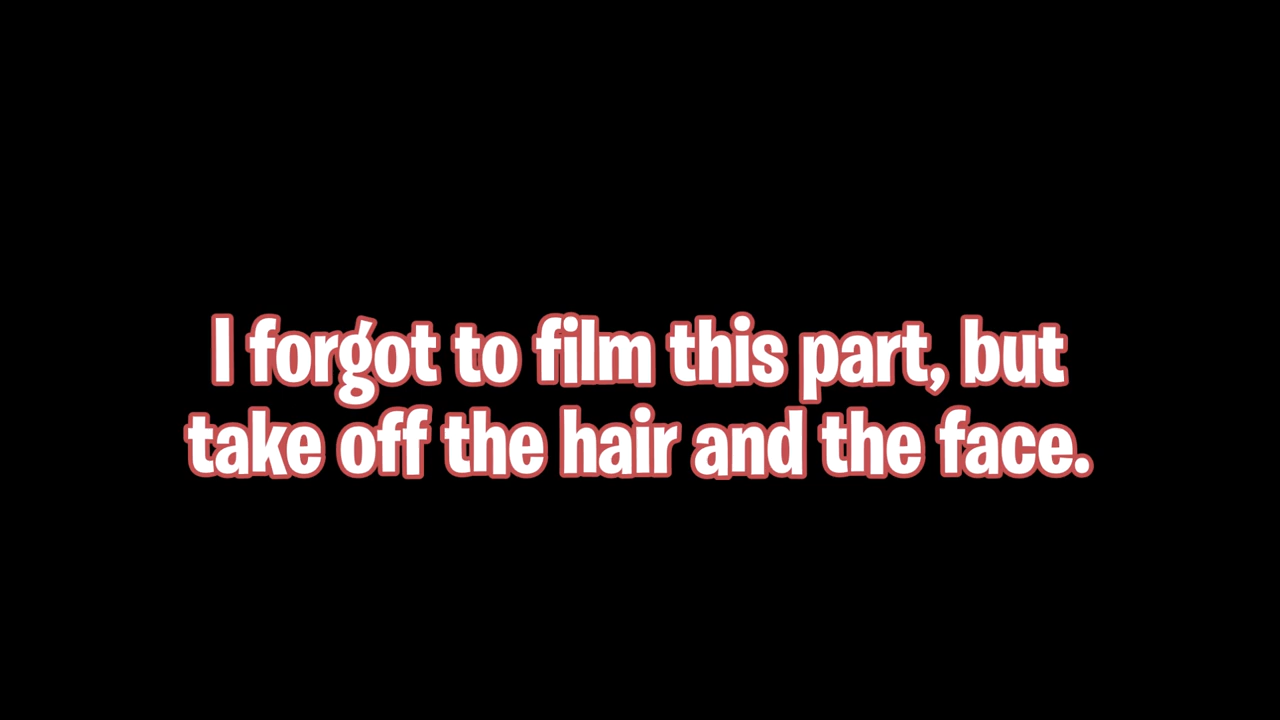 I forgot to film this part, but
take off the hair and the face.